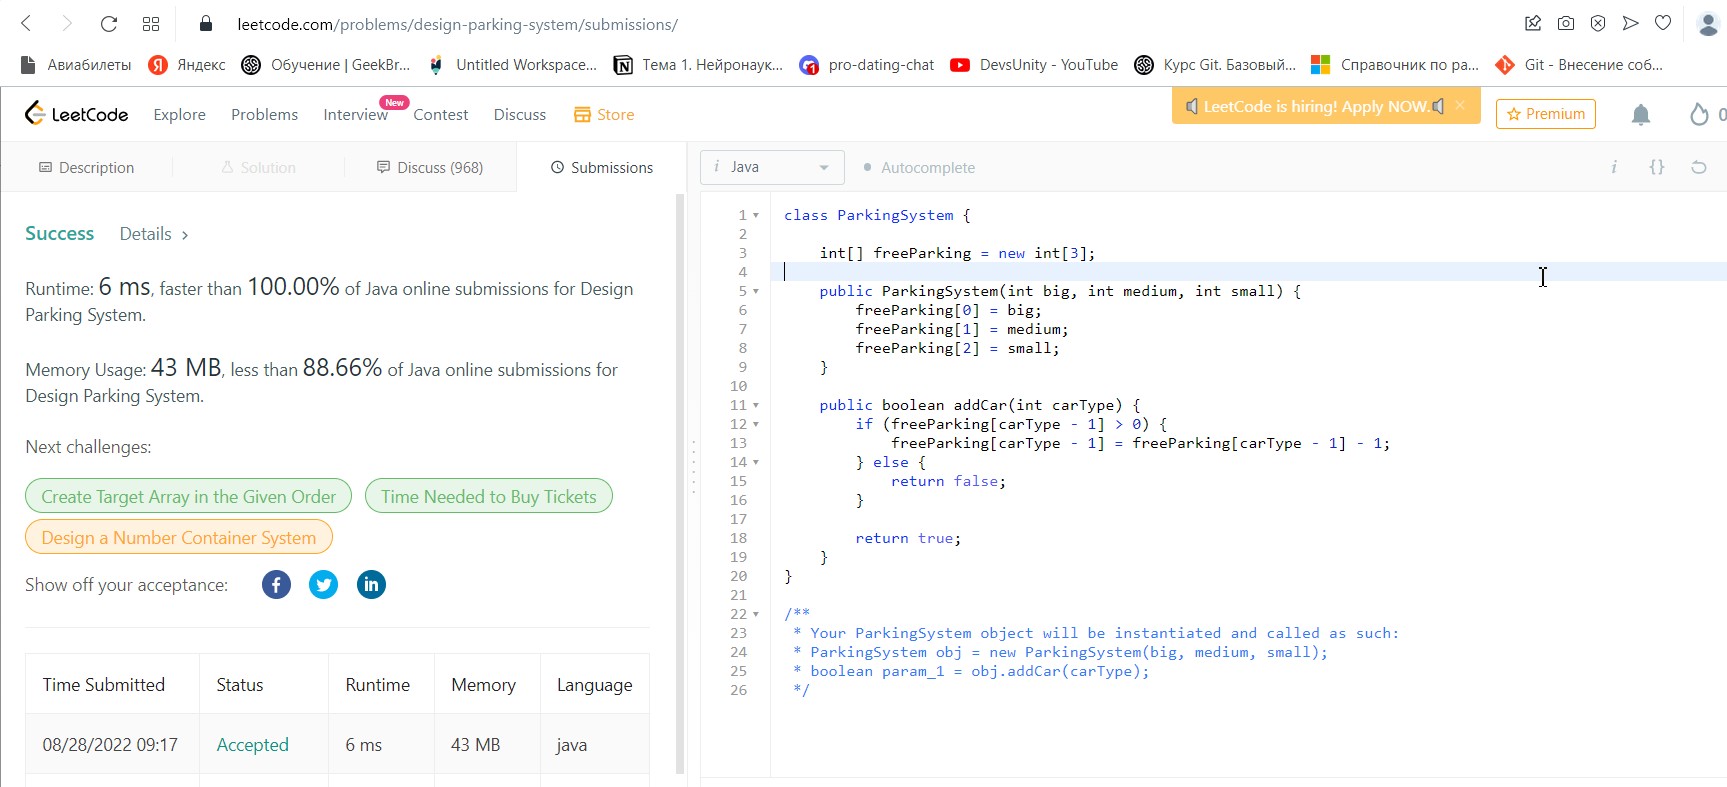 leetcode.com/problems/design-parking-system/submissions/
Авиабилеты Яндекс Обучение | GeekBr... Untitled Workspace... Тема 1. Нейронаук... pro-dating-chat DevsUnity - YouTube Курс Git. Базовый... Справочник по ра... Git - Внесение соб...
LeetCode Explore Problems Interview New Contest Discuss Store LeetCode is hiring! Apply NOW. × Premium 0
Description Solution Discuss (968) Submissions
i Java Autocomplete i {}
Success Details >
Runtime: 6 ms, faster than 100.00% of Java online submissions for Design
Parking System.
Memory Usage: 43 MB, less than 88.66% of Java online submissions for
Design Parking System.
Next challenges:
Create Target Array in the Given Order Time Needed to Buy Tickets
Design a Number Container System
Show off your acceptance: f in
Time Submitted Status Runtime Memory Language
08/28/2022 09:17 Accepted 6 ms 43 MB java
1 class ParkingSystem {
2
3 int[] freeParking = new int[3];
4
5 public ParkingSystem(int big, int medium, int small) {
6 freeParking[0] = big;
7 freeParking[1] = medium;
8 freeParking[2] = small;
9 }
10
11 public boolean addCar(int carType) {
12 if (freeParking[carType - 1] > 0) {
13 freeParking[carType - 1] = freeParking[carType - 1] - 1;
14 } else {
15 return false;
16 }
17
18 return true;
19 }
20 }
21
22 /**
23 * Your ParkingSystem object will be instantiated and called as such:
24 * ParkingSystem obj = new ParkingSystem(big, medium, small);
25 * boolean param_1 = obj.addCar(carType);
26 */